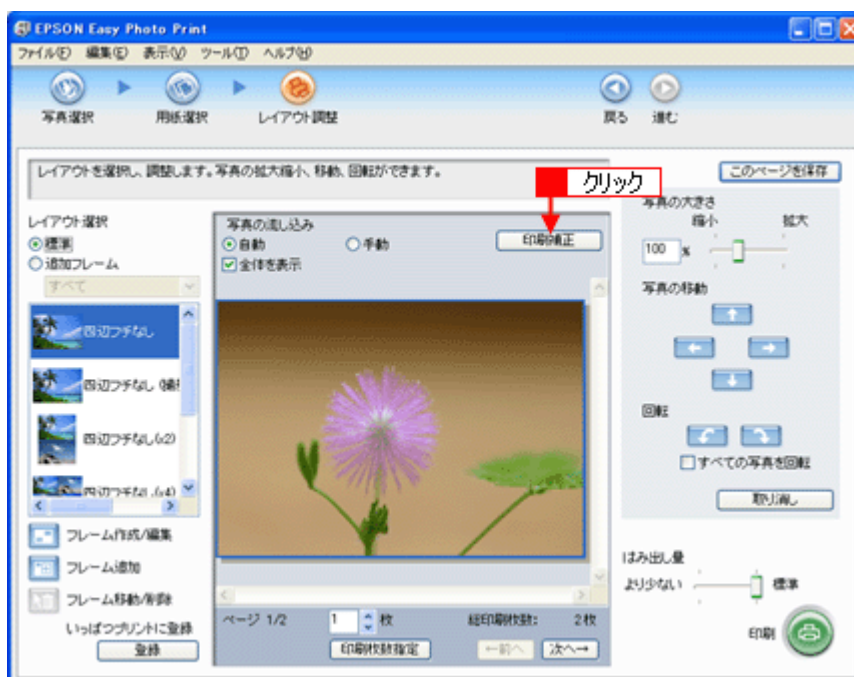 EPSON Easy Photo Print
ファイル(F) 編集(E) 表示(V) ツール(T) ヘルプ(H)
写真選択 用紙選択 レイアウト調整 戻る 進む
レイアウトを選択し、調整します。写真の拡大縮小、移動、回転ができます。
このページを保存
クリック
レイアウト選択
標準
追加フレーム
すべて
四辺フチなし
四辺フチなし
四辺フチなし(x2)
四辺フチなし(x4)
フレーム作成/編集
フレーム追加
フレーム移動/削除
いっぱつプリントに登録
登録
写真の流し込み
自動 手動
印刷補正
全体を表示
ページ 1/2 1 枚 総印刷枚数: 2枚
印刷枚数指定 ←前へ 次へ→
写真の大きさ
縮小 拡大
100 %
写真の移動
回転
すべての写真を回転
取り消し
はみ出し量
より少ない 標準
印刷